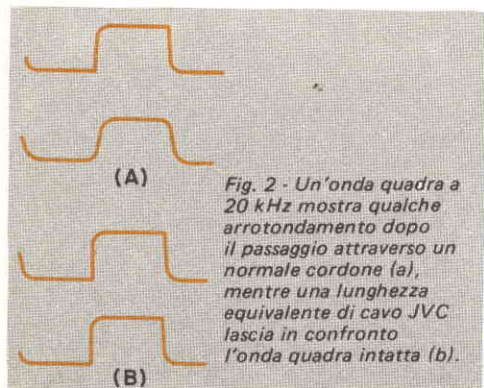 (A)
Fig. 2 - Un'onda quadra a
20 kHz mostra qualche
arrotondamento dopo
il passaggio attraverso un
normale cordone (a),
mentre una lunghezza
equivalente di cavo JVC
lascia in confronto
l'onda quadra intatta (b).
(B)